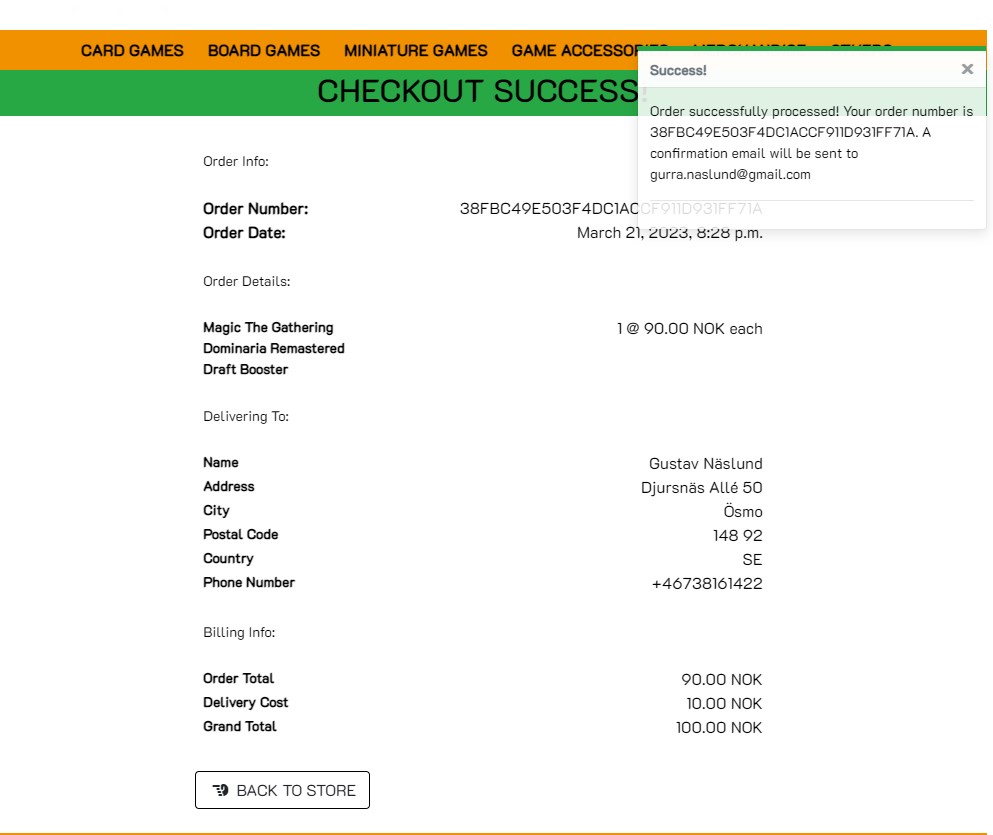 CARD GAMES BOARD GAMES MINIATURE GAMES GAME ACCESSORIES MERCHANDISE OTHERS
CHECKOUT SUCCESS!
Success! ×
Order successfully processed! Your order number is
38FBC49E503F4DC1ACCF911D931FF71A. A
confirmation email will be sent to
gurra.naslund@gmail.com
Order Info:
Order Number: 38FBC49E503F4DC1ACCF911D931FF71A
Order Date: March 21, 2023, 8:28 p.m.
Order Details:
Magic The Gathering 1 @ 90.00 NOK each
Dominaria Remastered
Draft Booster
Delivering To:
Name Gustav Näslund
Address Djursnäs Allé 50
City Ösmo
Postal Code 148 92
Country SE
Phone Number +46738161422
Billing Info:
Order Total 90.00 NOK
Delivery Cost 10.00 NOK
Grand Total 100.00 NOK
BACK TO STORE